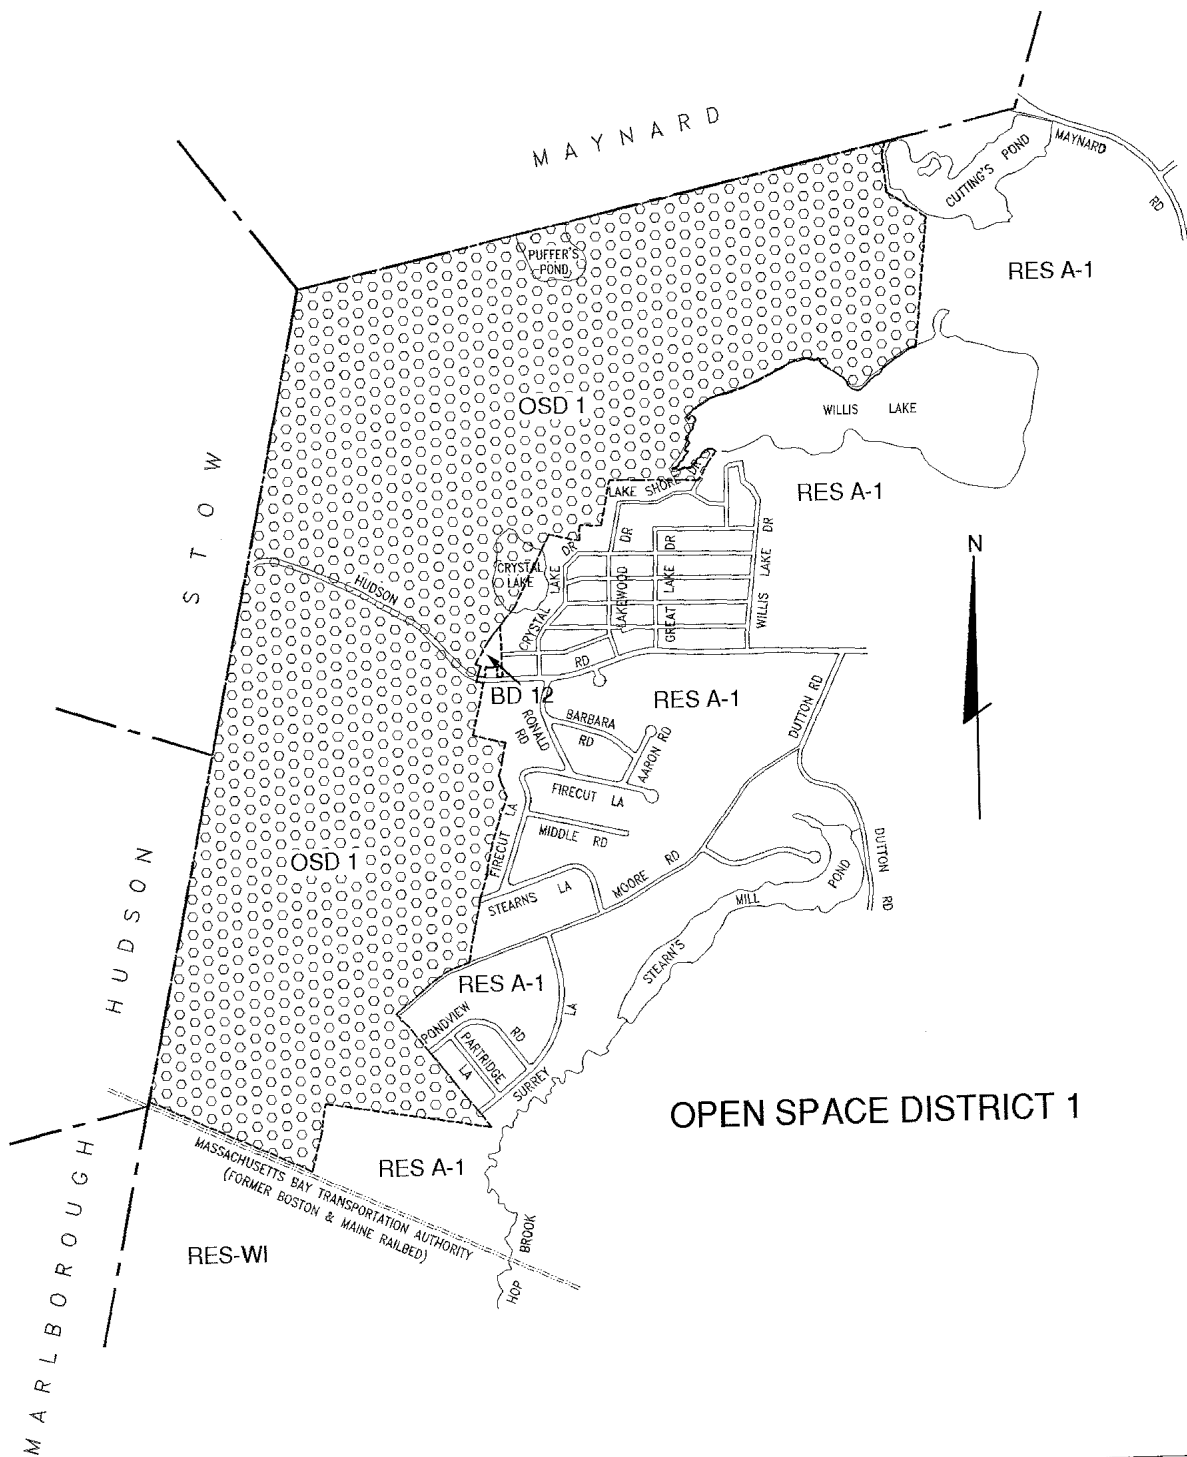 MAYNARD
CUTTING'S POND
MAYNARD
RD
RES A-1
PUFFER'S
POND
OSD 1
WILLIS LAKE
STOW
LAKE SHORE DR
RES A-1
N
CRYSTAL
LAKE
CRYSTAL LAKE DR
LAKEWOOD DR
GREAT LAKE DR
WILLIS LAKE DR
HUDSON
RD
BD 12
RES A-1
DUTTON RD
RONALD
RD
BARBARA
RD
AARON RD
FIRECUT LA
FIRECUT LA
MIDDLE RD
DUTTON RD
OSD 1
HUDSON
STEARNS LA
MOORE RD
STEARN'S MILL POND
RES A-1
PONDVIEW
RD
PARTRIDGE
LA
SURREY LA
OPEN SPACE DISTRICT 1
MARLBOROUGH
RES A-1
MASSACHUSETTS BAY TRANSPORTATION AUTHORITY
(FORMER BOSTON & MAINE RAILBED)
RES-WI
HOP BROOK